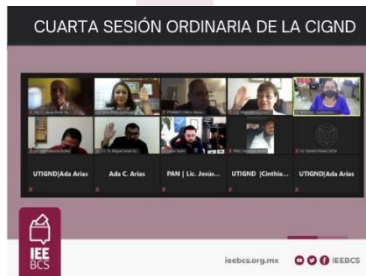 CUARTA SESIÓN ORDINARIA DE LA CIGND
UTIGND|Ada Arias
Ada C. Arias
PAN | Lic. Jesús...
UTIGND |Cinthia...
UTIGND|Ada Arias
IEE
BCS
ieebcs.org.mx
IEEBCS